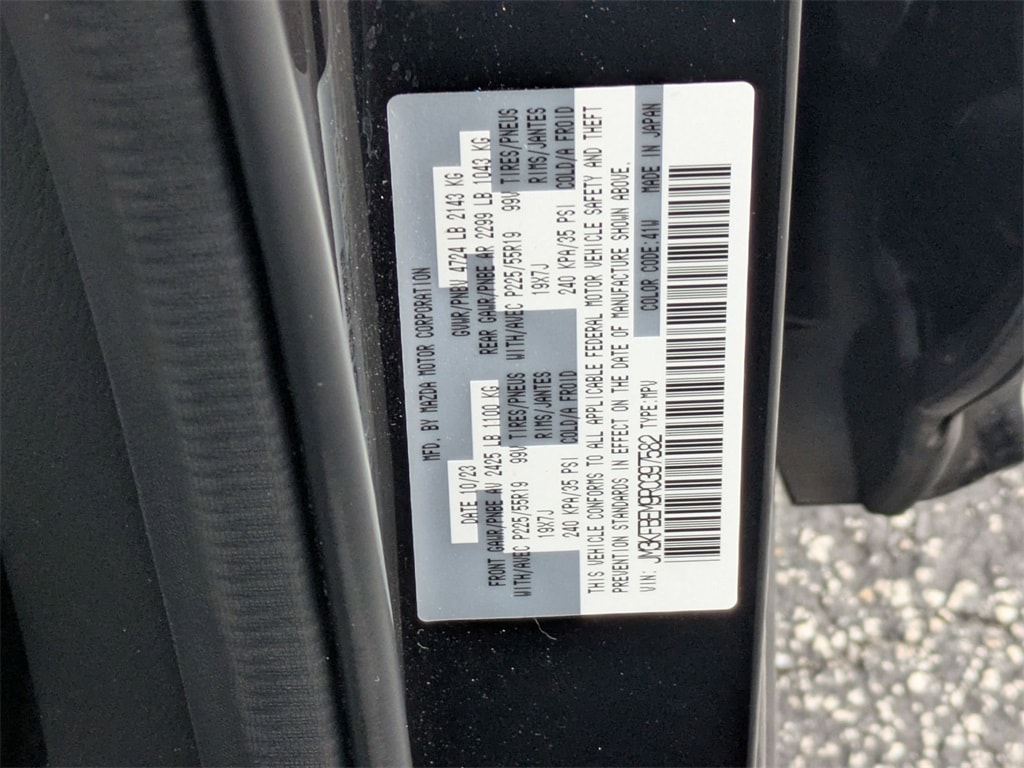 MFD. BY MAZDA MOTOR CORPORATION
DATE 10/23 GVWR/PNBV 4724 LB 2143 KG
FRONT GAWR/PNBE AV 2425 LB 1100 KG REAR GAWR/PNBE AR 2299 LB 1043 KG
WITH/AVEC P225/55R19 99V TIRES/PNEUS WITH/AVEC P225/55R19 99V TIRES/PNEUS
19X7J RIMS/JANTES 19X7J RIMS/JANTES
240 KPA/35 PSI COLD/A FROID 240 KPA/35 PSI COLD/A FROID
THIS VEHICLE CONFORMS TO ALL APPLICABLE FEDERAL MOTOR VEHICLE SAFETY AND THEFT
PREVENTION STANDARDS IN EFFECT ON THE DATE OF MANUFACTURE SHOWN ABOVE.
VIN: JM3KFBEM9R0397582 TYPE:MPV COLOR CODE:41W MADE IN JAPAN